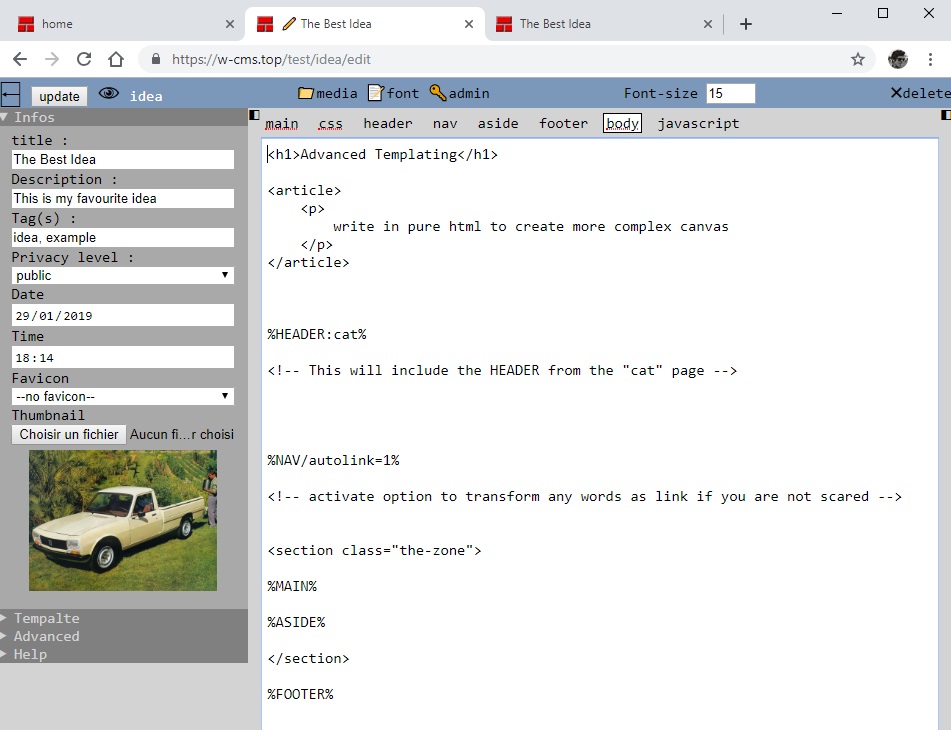 home
The Best Idea
The Best Idea
https://w-cms.top/test/idea/edit
update idea media font admin Font-size 15 delete
Infos
title :
The Best Idea
Description :
This is my favourite idea
Tag(s) :
idea, example
Privacy level :
public
Date
29/01/2019
Time
18:14
Favicon
--no favicon--
Thumbnail
Choisir un fichier Aucun fi...r choisi
Tempalte
Advanced
Help
main css header nav aside footer body javascript
<h1>Advanced Templating</h1>
<article>
<p>
write in pure html to create more complex canvas
</p>
</article>
%HEADER:cat%
<!-- This will include the HEADER from the "cat" page -->
%NAV/autolink=1%
<!-- activate option to transform any words as link if you are not scared -->
<section class="the-zone">
%MAIN%
%ASIDE%
</section>
%FOOTER%